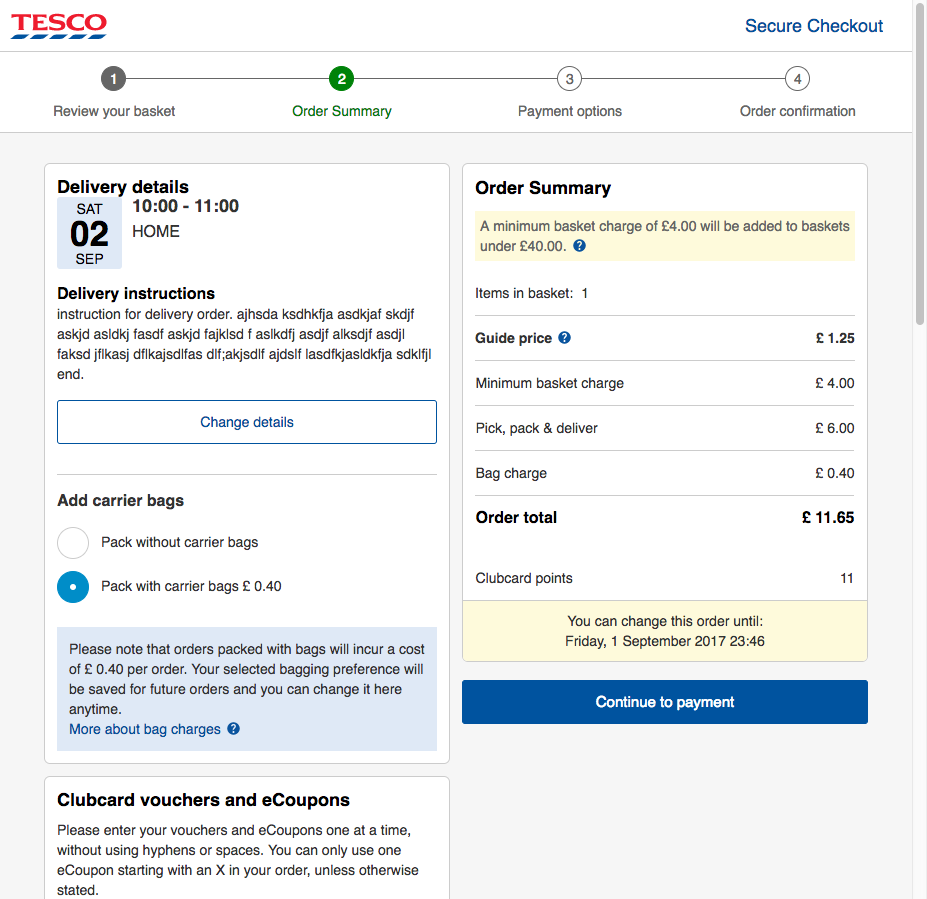 TESCO
Secure Checkout
1
2
3
4
Review your basket
Order Summary
Payment options
Order confirmation
Delivery details
SAT
02
SEP
10:00 - 11:00
HOME
Delivery instructions
instruction for delivery order. ajhsda ksdhkfja asdkjaf skdjf
askjd asldkj fasdf askjd fajklsd f aslkdfj asdjf alksdjf asdjl
faksd jflkasj dflkajsdlfas dlf;akjsdlf ajdslf lasdfkjasldkfja sdklfjl
end.
Change details
Add carrier bags
Pack without carrier bags
Pack with carrier bags £ 0.40
Please note that orders packed with bags will incur a cost
of £ 0.40 per order. Your selected bagging preference will
be saved for future orders and you can change it here
anytime.
More about bag charges ?
Clubcard vouchers and eCoupons
Please enter your vouchers and eCoupons one at a time,
without using hyphens or spaces. You can only use one
eCoupon starting with an X in your order, unless otherwise
stated.
Order Summary
A minimum basket charge of £4.00 will be added to baskets
under £40.00. ?
Items in basket: 1
Guide price ? £ 1.25
Minimum basket charge £ 4.00
Pick, pack & deliver £ 6.00
Bag charge £ 0.40
Order total £ 11.65
Clubcard points 11
You can change this order until:
Friday, 1 September 2017 23:46
Continue to payment